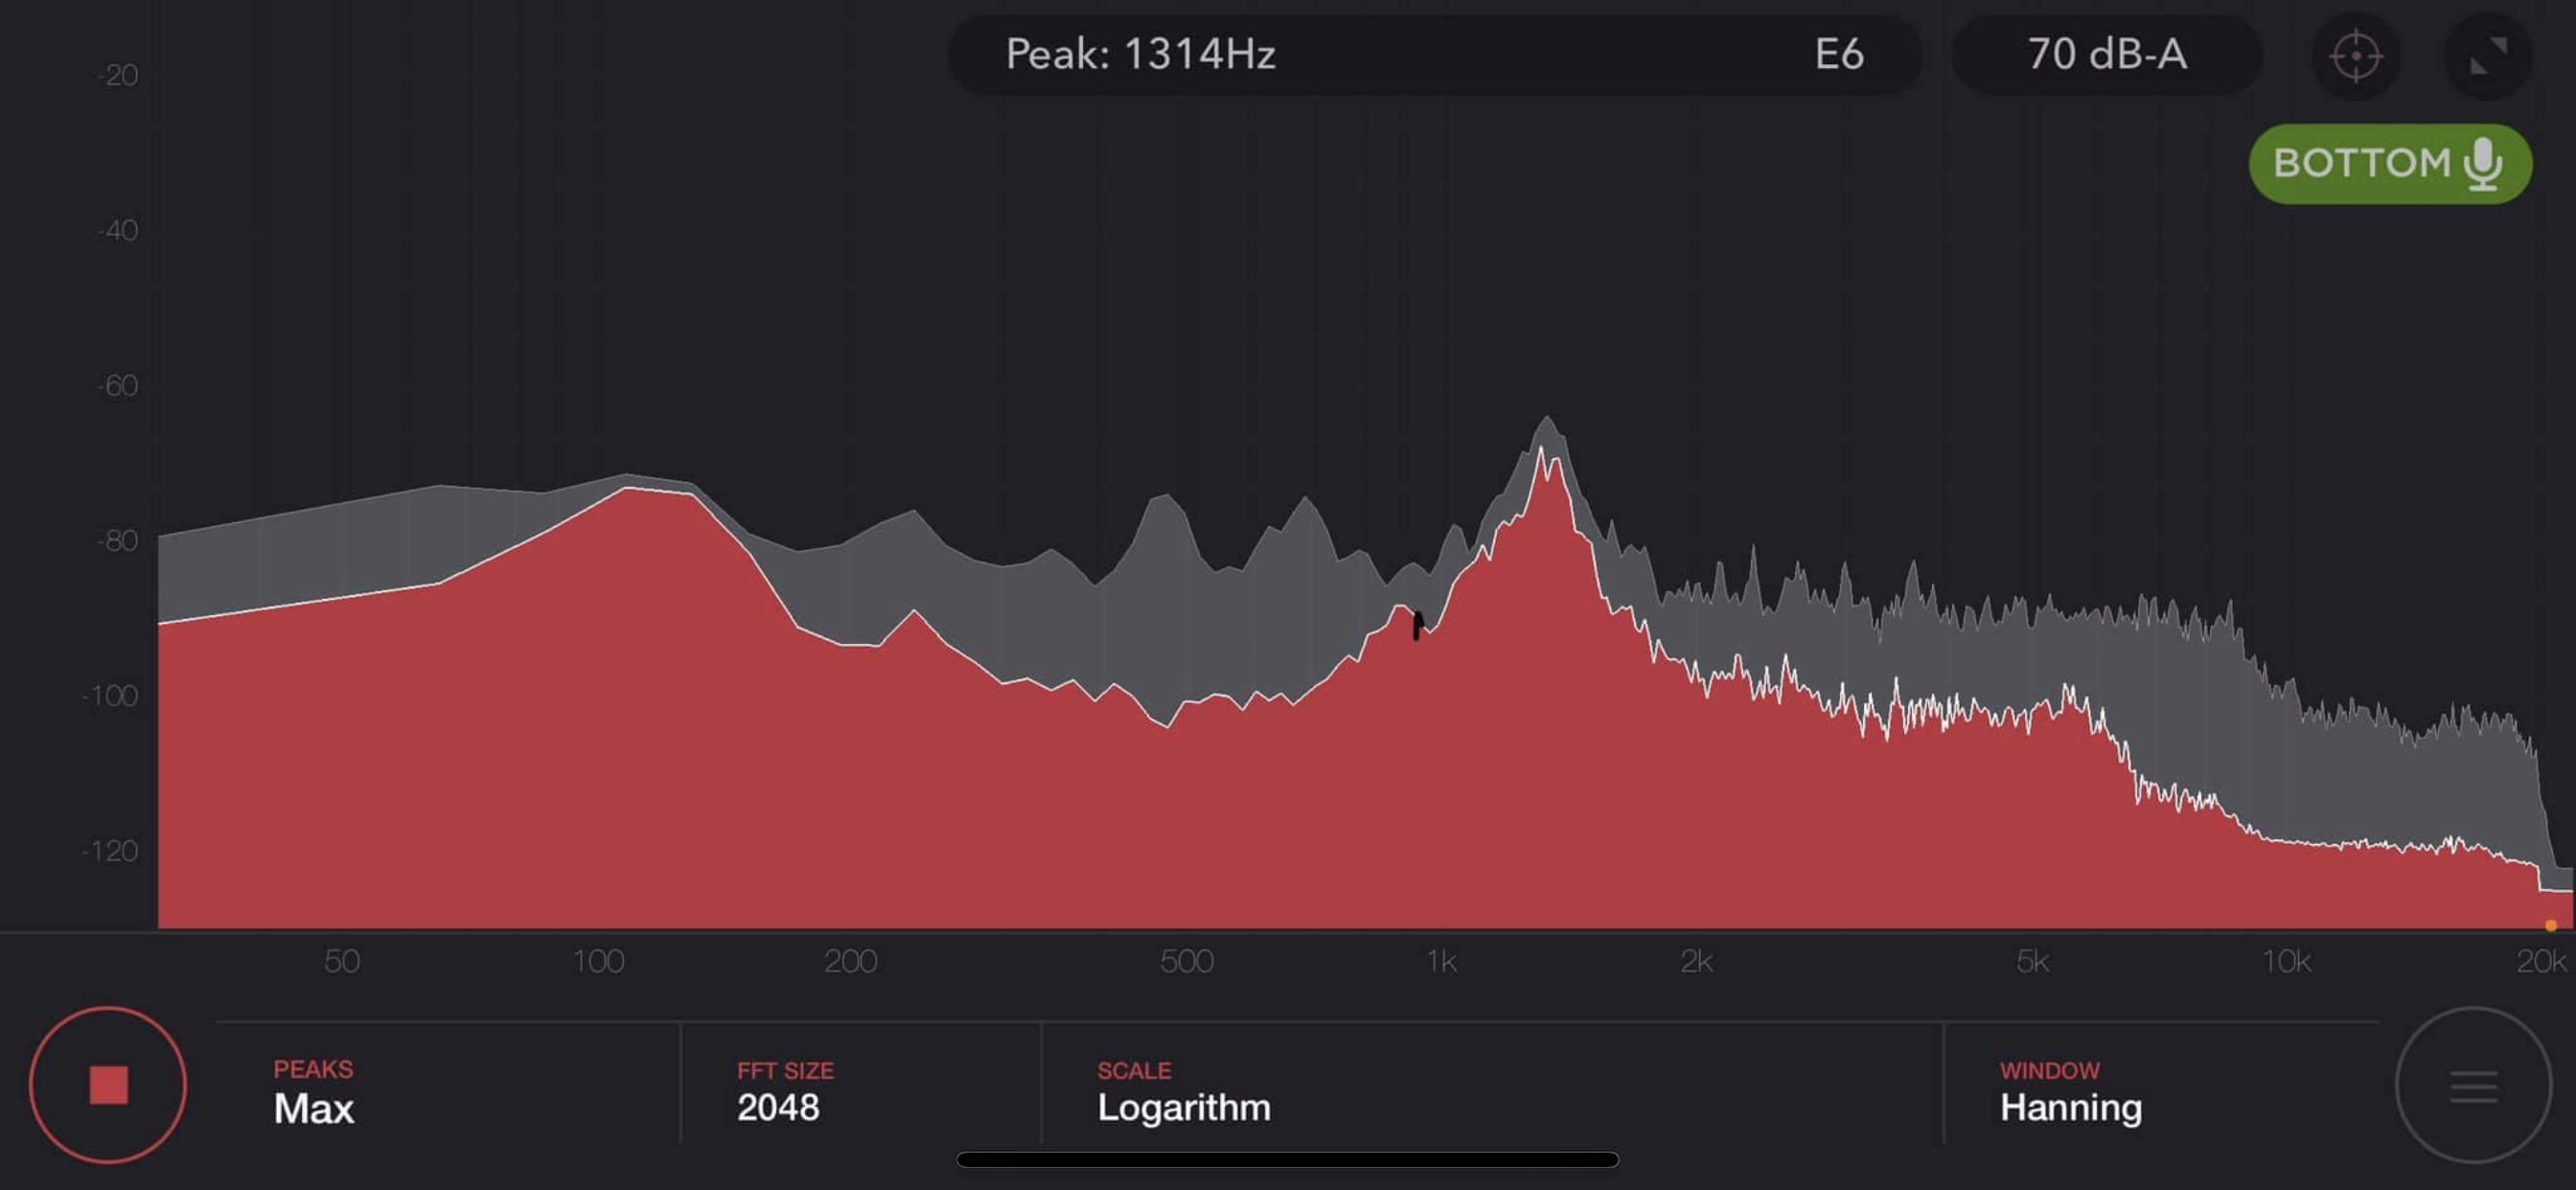 Peak: 1314Hz E6 70 dB-A
BOTTOM
-20
-40
-60
-80
-100
-120
50 100 200 500 1k 2k 5k 10k 20k
PEAKS
Max
FFT SIZE
2048
SCALE
Logarithm
WINDOW
Hanning